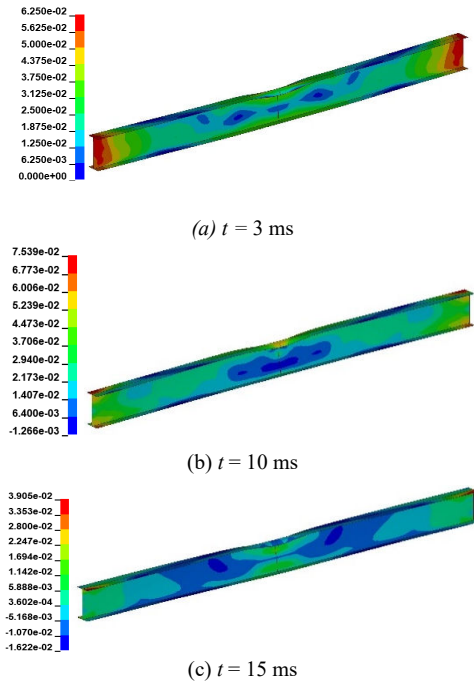 6.250e-02
5.625e-02
5.000e-02
4.375e-02
3.750e-02
3.125e-02
2.500e-02
1.875e-02
1.250e-02
6.250e-03
0.000e+00
(a) t = 3 ms
7.539e-02
6.773e-02
6.006e-02
5.239e-02
4.473e-02
3.706e-02
2.940e-02
2.173e-02
1.407e-02
6.400e-03
-1.266e-03
(b) t = 10 ms
3.905e-02
3.353e-02
2.800e-02
2.247e-02
1.694e-02
1.142e-02
5.888e-03
3.602e-04
-5.168e-03
-1.070e-02
-1.622e-02
(c) t = 15 ms